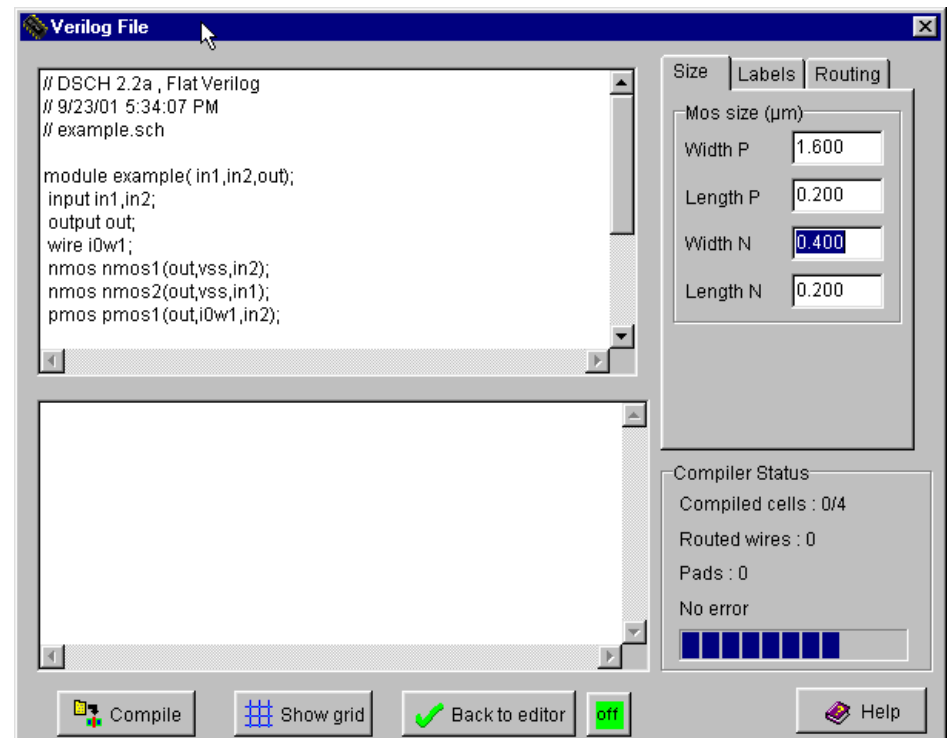 Verilog File
// DSCH 2.2a , Flat Verilog
// 9/23/01 5:34:07 PM
// example.sch
module example( in1,in2,out);
input in1,in2;
output out;
wire i0w1;
nmos nmos1(out,vss,in2);
nmos nmos2(out,vss,in1);
pmos pmos1(out,i0w1,in2);
Size Labels Routing
Mos size (µm)
Width P 1.600
Length P 0.200
Width N 0.400
Length N 0.200
Compiler Status
Compiled cells : 0/4
Routed wires : 0
Pads : 0
No error
Compile Show grid Back to editor off Help